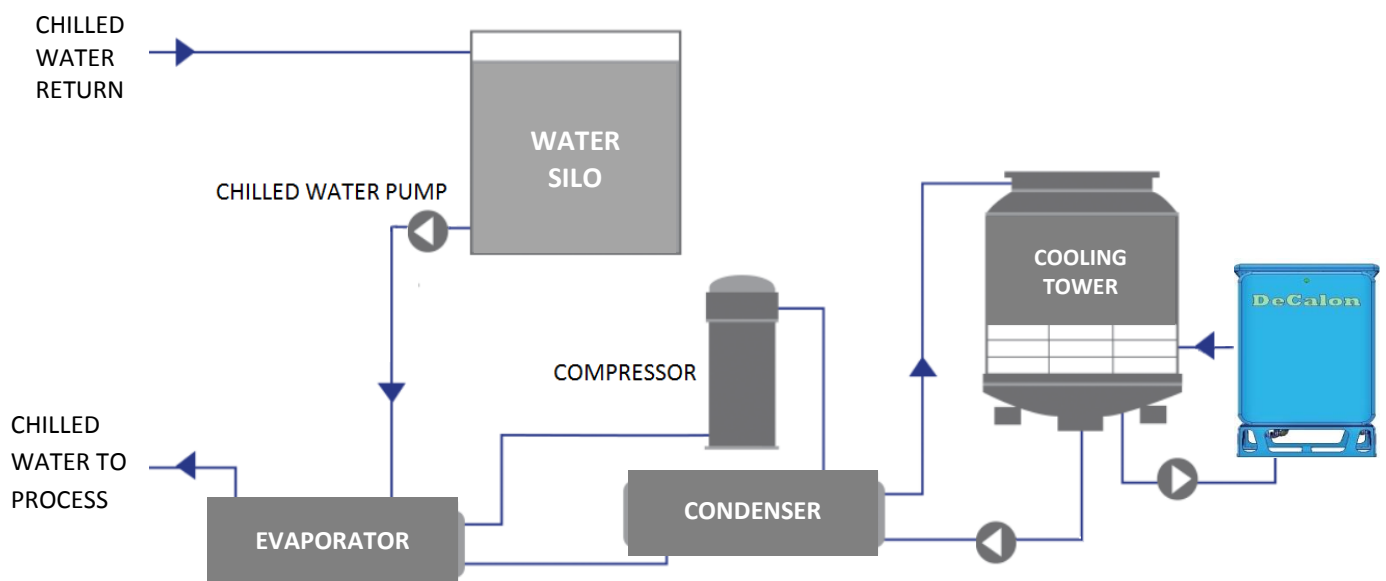 CHILLED
WATER
RETURN
WATER
SILO
CHILLED WATER PUMP
COOLING
TOWER
DeCalon
COMPRESSOR
CHILLED
WATER TO
PROCESS
EVAPORATOR
CONDENSER